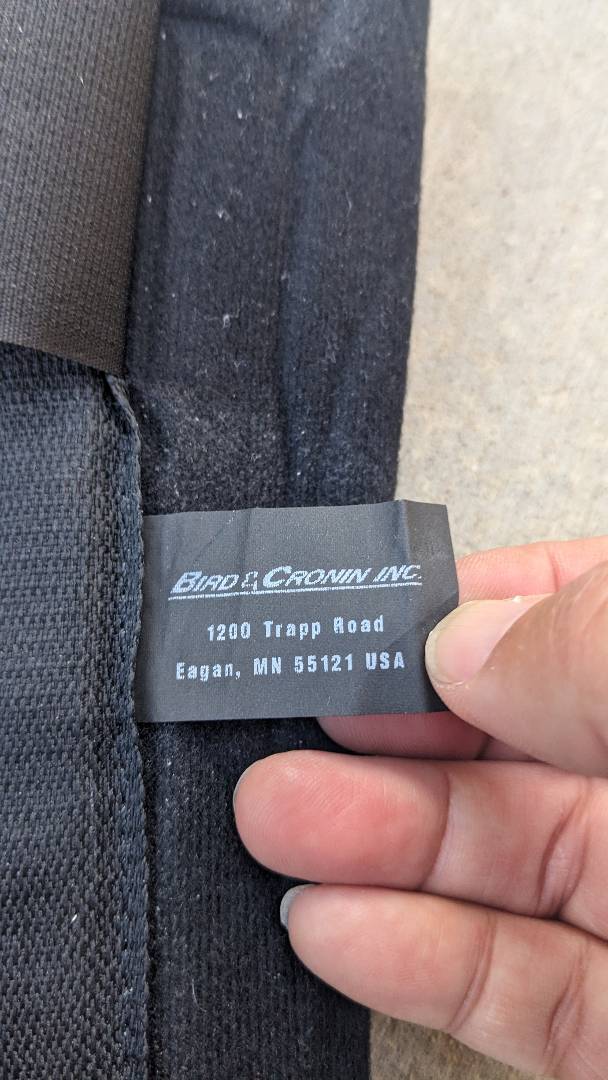 BIRD & CRONIN INC.
1200 Trapp Road
Eagan, MN 55121 USA